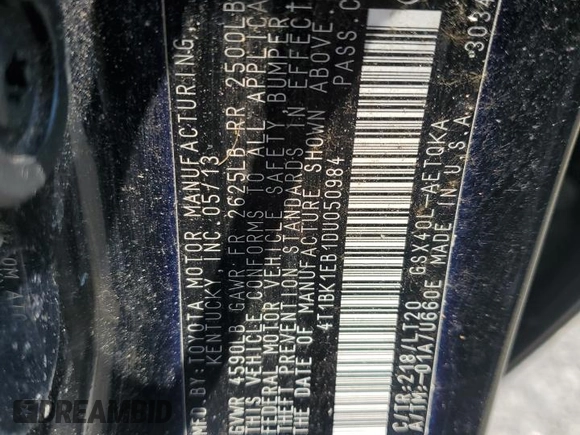 MFD.BY: TOYOTA MOTOR MANUFACTURING,
KENTUCKY, INC. 05/13
GVWR 4590LB GAWR FR 2625LB RR 2500LB
THIS VEHICLE CONFORMS TO ALL APPLICA
FEDERAL MOTOR VEHICLE SAFETY BUMPER
THEFT PREVENTION STANDARDS IN EFFECT
THE DATE OF MANUFACTURE SHOWN ABOVE.
4T1BK1EB1DU050984 PASS.C
C/TR:218/LT20 GSX40L-AETQKA
A/TM:-01A/U660E MADE IN U.S.A.
3034
DREAMBID